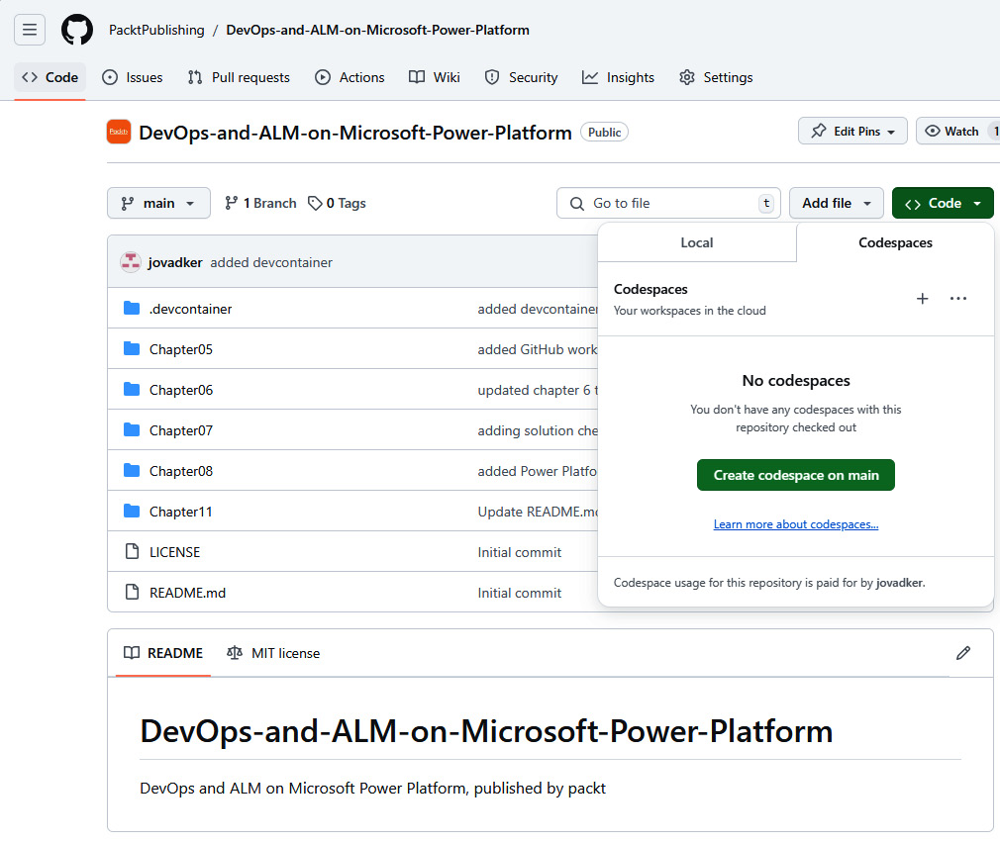 PacktPublishing / DevOps-and-ALM-on-Microsoft-Power-Platform
Code Issues Pull requests Actions Wiki Security Insights Settings
Packt> DevOps-and-ALM-on-Microsoft-Power-Platform Public Edit Pins Watch 1
main 1 Branch 0 Tags Go to file t Add file Code
Local Codespaces
jovadker added devcontainer
Codespaces
Your workspaces in the cloud
.devcontainer added devcontainer
Chapter05 added GitHub work
Chapter06 updated chapter 6 t
No codespaces
You don't have any codespaces with this
repository checked out
Chapter07 adding solution che
Chapter08 added Power Platfo
Create codespace on main
Chapter11 Update README.md
Learn more about codespaces...
LICENSE Initial commit
README.md Initial commit
Codespace usage for this repository is paid for by jovadker.
README MIT license
DevOps-and-ALM-on-Microsoft-Power-Platform
DevOps and ALM on Microsoft Power Platform, published by packt